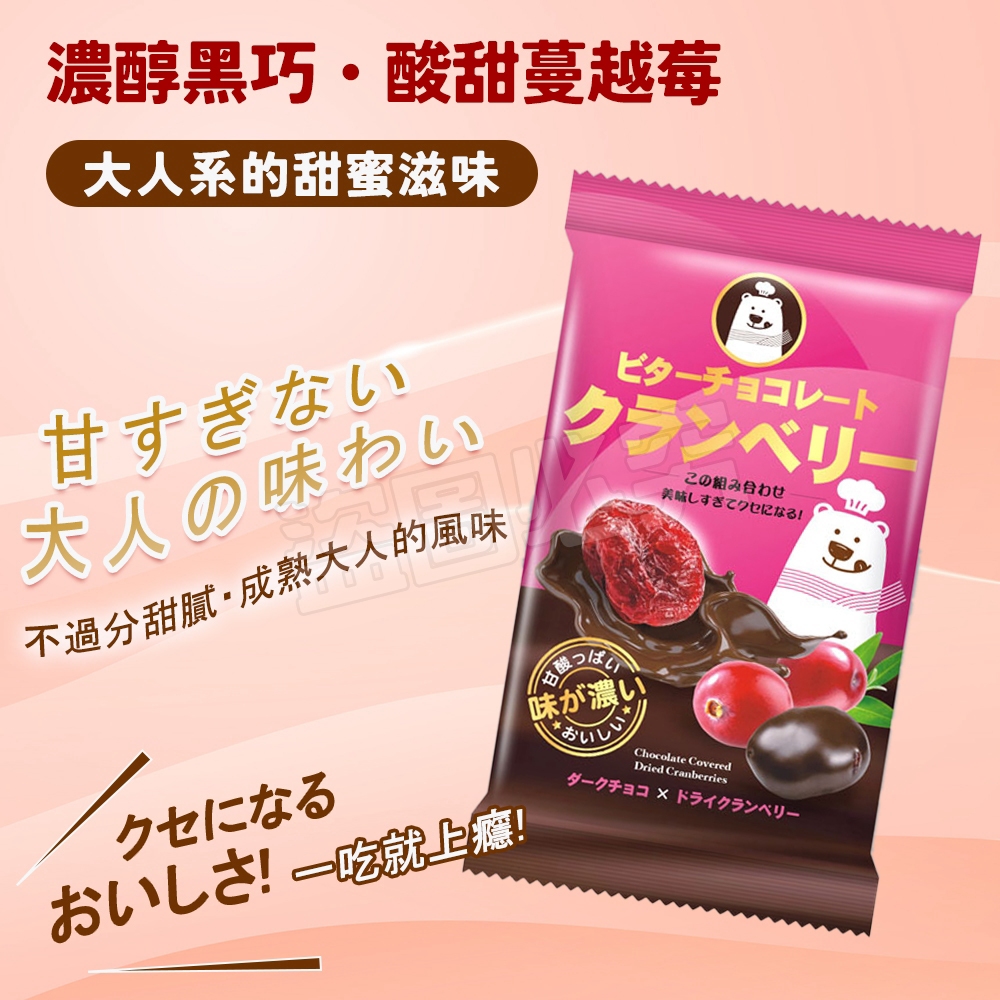 濃醇黑巧・酸甜蔓越莓
大人系的甜蜜滋味
甘すぎない
大人の味わい
不過分甜膩・成熟大人的風味
クセになる
おいしさ!
一吃就上癮!
ビターチョコレート
クランベリー
この組み合わせ
美味しすぎてクセになる!
甘酸っぱい
味が濃い
おいしい
Chocolate Covered
Dried Cranberries
ダークチョコ × ドライクランベリー
盜圖必究